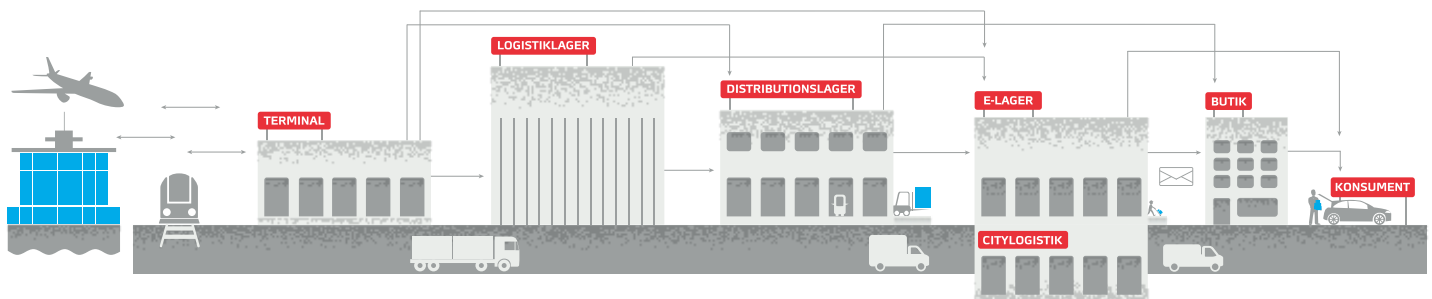 TERMINAL
LOGISTIKLAGER
DISTRIBUTIONSLAGER
E-LAGER
CITYLOGISTIK
BUTIK
KONSUMENT